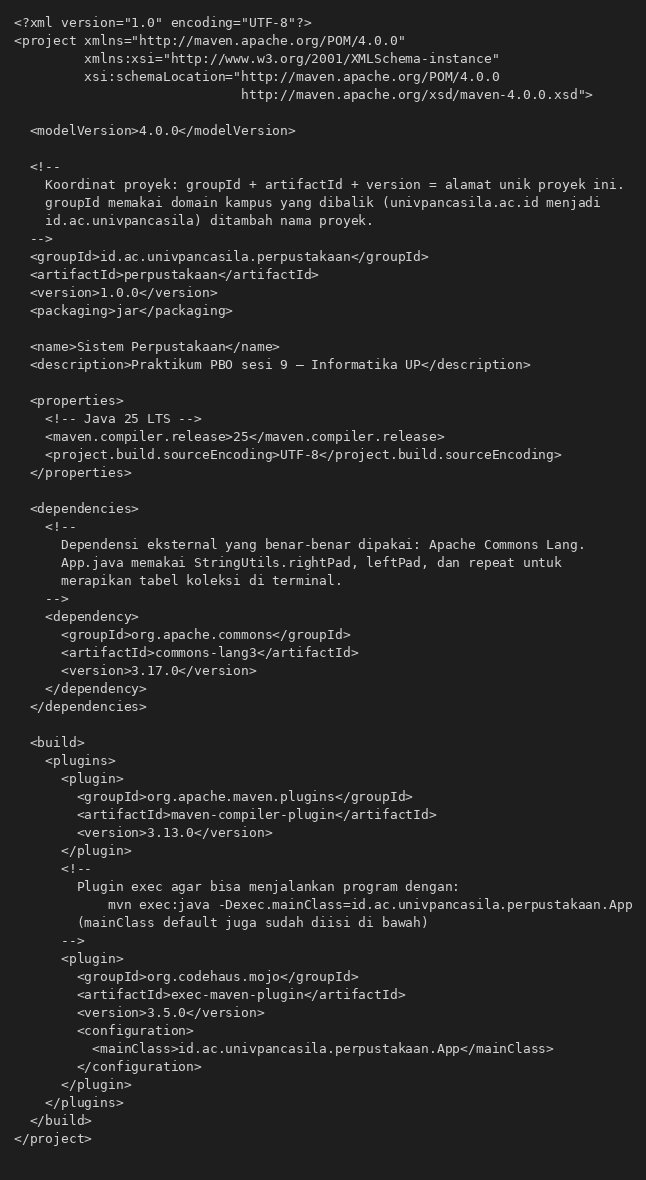 <?xml version="1.0" encoding="UTF-8"?>
<project xmlns="http://maven.apache.org/POM/4.0.0"
         xmlns:xsi="http://www.w3.org/2001/XMLSchema-instance"
         xsi:schemaLocation="http://maven.apache.org/POM/4.0.0
                             http://maven.apache.org/xsd/maven-4.0.0.xsd">

  <modelVersion>4.0.0</modelVersion>

  <!--
    Koordinat proyek: groupId + artifactId + version = alamat unik proyek ini.
    groupId memakai domain kampus yang dibalik (univpancasila.ac.id menjadi
    id.ac.univpancasila) ditambah nama proyek.
  -->
  <groupId>id.ac.univpancasila.perpustakaan</groupId>
  <artifactId>perpustakaan</artifactId>
  <version>1.0.0</version>
  <packaging>jar</packaging>

  <name>Sistem Perpustakaan</name>
  <description>Praktikum PBO sesi 9 — Informatika UP</description>

  <properties>
    <!-- Java 25 LTS -->
    <maven.compiler.release>25</maven.compiler.release>
    <project.build.sourceEncoding>UTF-8</project.build.sourceEncoding>
  </properties>

  <dependencies>
    <!--
      Dependensi eksternal yang benar-benar dipakai: Apache Commons Lang.
      App.java memakai StringUtils.rightPad, leftPad, dan repeat untuk
      merapikan tabel koleksi di terminal.
    -->
    <dependency>
      <groupId>org.apache.commons</groupId>
      <artifactId>commons-lang3</artifactId>
      <version>3.17.0</version>
    </dependency>
  </dependencies>

  <build>
    <plugins>
      <plugin>
        <groupId>org.apache.maven.plugins</groupId>
        <artifactId>maven-compiler-plugin</artifactId>
        <version>3.13.0</version>
      </plugin>
      <!--
        Plugin exec agar bisa menjalankan program dengan:
            mvn exec:java -Dexec.mainClass=id.ac.univpancasila.perpustakaan.App
        (mainClass default juga sudah diisi di bawah)
      -->
      <plugin>
        <groupId>org.codehaus.mojo</groupId>
        <artifactId>exec-maven-plugin</artifactId>
        <version>3.5.0</version>
        <configuration>
          <mainClass>id.ac.univpancasila.perpustakaan.App</mainClass>
        </configuration>
      </plugin>
    </plugins>
  </build>
</project>